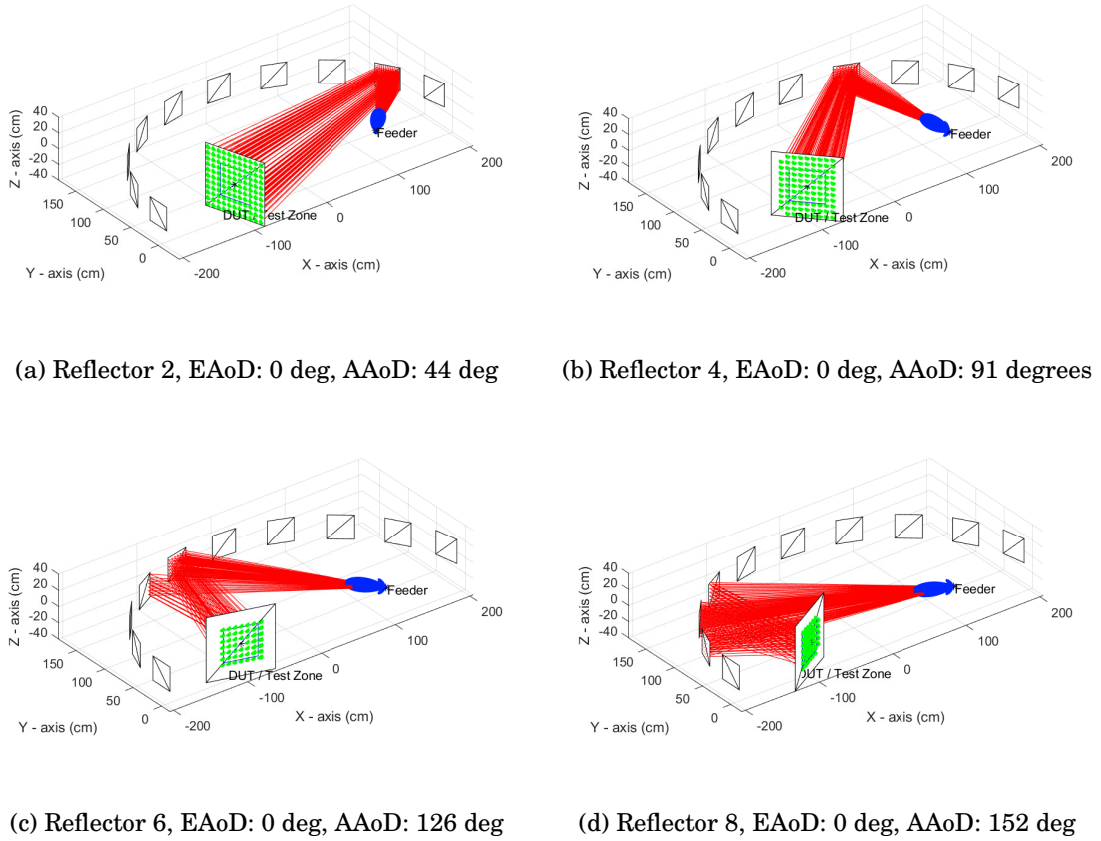 200
100
0
-100
-200
X - axis (cm)
40
20
0
-20
-40
Z - axis (cm)
150
100
50
0
Y - axis (cm)
Feeder
DUT / Test Zone
(a) Reflector 2, EAoD: 0 deg, AAoD: 44 deg
200
100
0
-100
-200
X - axis (cm)
40
20
0
-20
-40
Z - axis (cm)
150
100
50
0
Y - axis (cm)
Feeder
DUT / Test Zone
(b) Reflector 4, EAoD: 0 deg, AAoD: 91 degrees
200
100
0
-100
-200
X - axis (cm)
40
20
0
-20
-40
Z - axis (cm)
150
100
50
0
Y - axis (cm)
Feeder
DUT / Test Zone
(c) Reflector 6, EAoD: 0 deg, AAoD: 126 deg
200
100
0
-100
-200
X - axis (cm)
40
20
0
-20
-40
Z - axis (cm)
150
100
50
0
Y - axis (cm)
Feeder
DUT / Test Zone
(d) Reflector 8, EAoD: 0 deg, AAoD: 152 deg